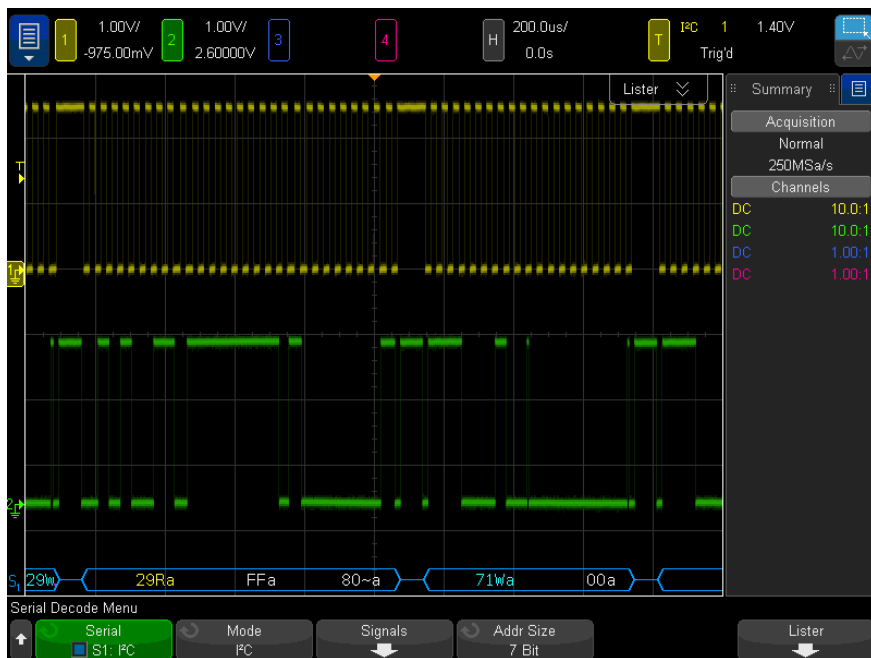 1 1.00V/ 2 1.00V/ 3 4 H 200.0us/ T I²C 1 1.40V
-975.00mV 2.60000V 0.0s Trig'd
Lister
Summary
Acquisition
Normal
250MSa/s
Channels
DC 10.0:1
DC 10.0:1
DC 1.00:1
DC 1.00:1
T
1
2
S1 29W 29Ra FFa 80~a 71Wa 00a
Serial Decode Menu
Serial Mode Signals Addr Size Lister
S1: I²C I²C 7 Bit